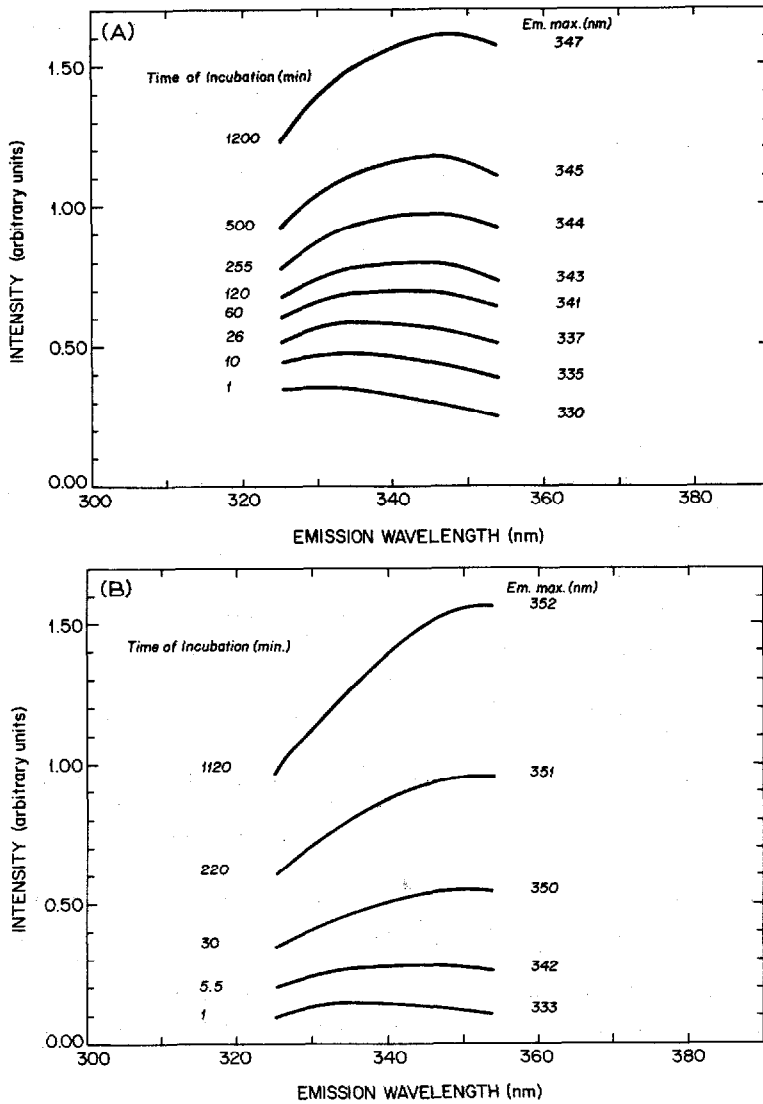 (A)
Em. max. (nm)
Time of Incubation (min)
347
1200
345
500
344
255
343
120
341
60
337
26
335
10
330
1
1.50
1.00
0.50
0.00
INTENSITY (arbitrary units)
300 320 340 360 380
EMISSION WAVELENGTH (nm)
(B)
Em. max. (nm)
352
Time of Incubation (min.)
1120
351
220
350
30
342
5.5
333
1
1.50
1.00
0.50
0.00
INTENSITY (arbitrary units)
300 320 340 360 380
EMISSION WAVELENGTH (nm)